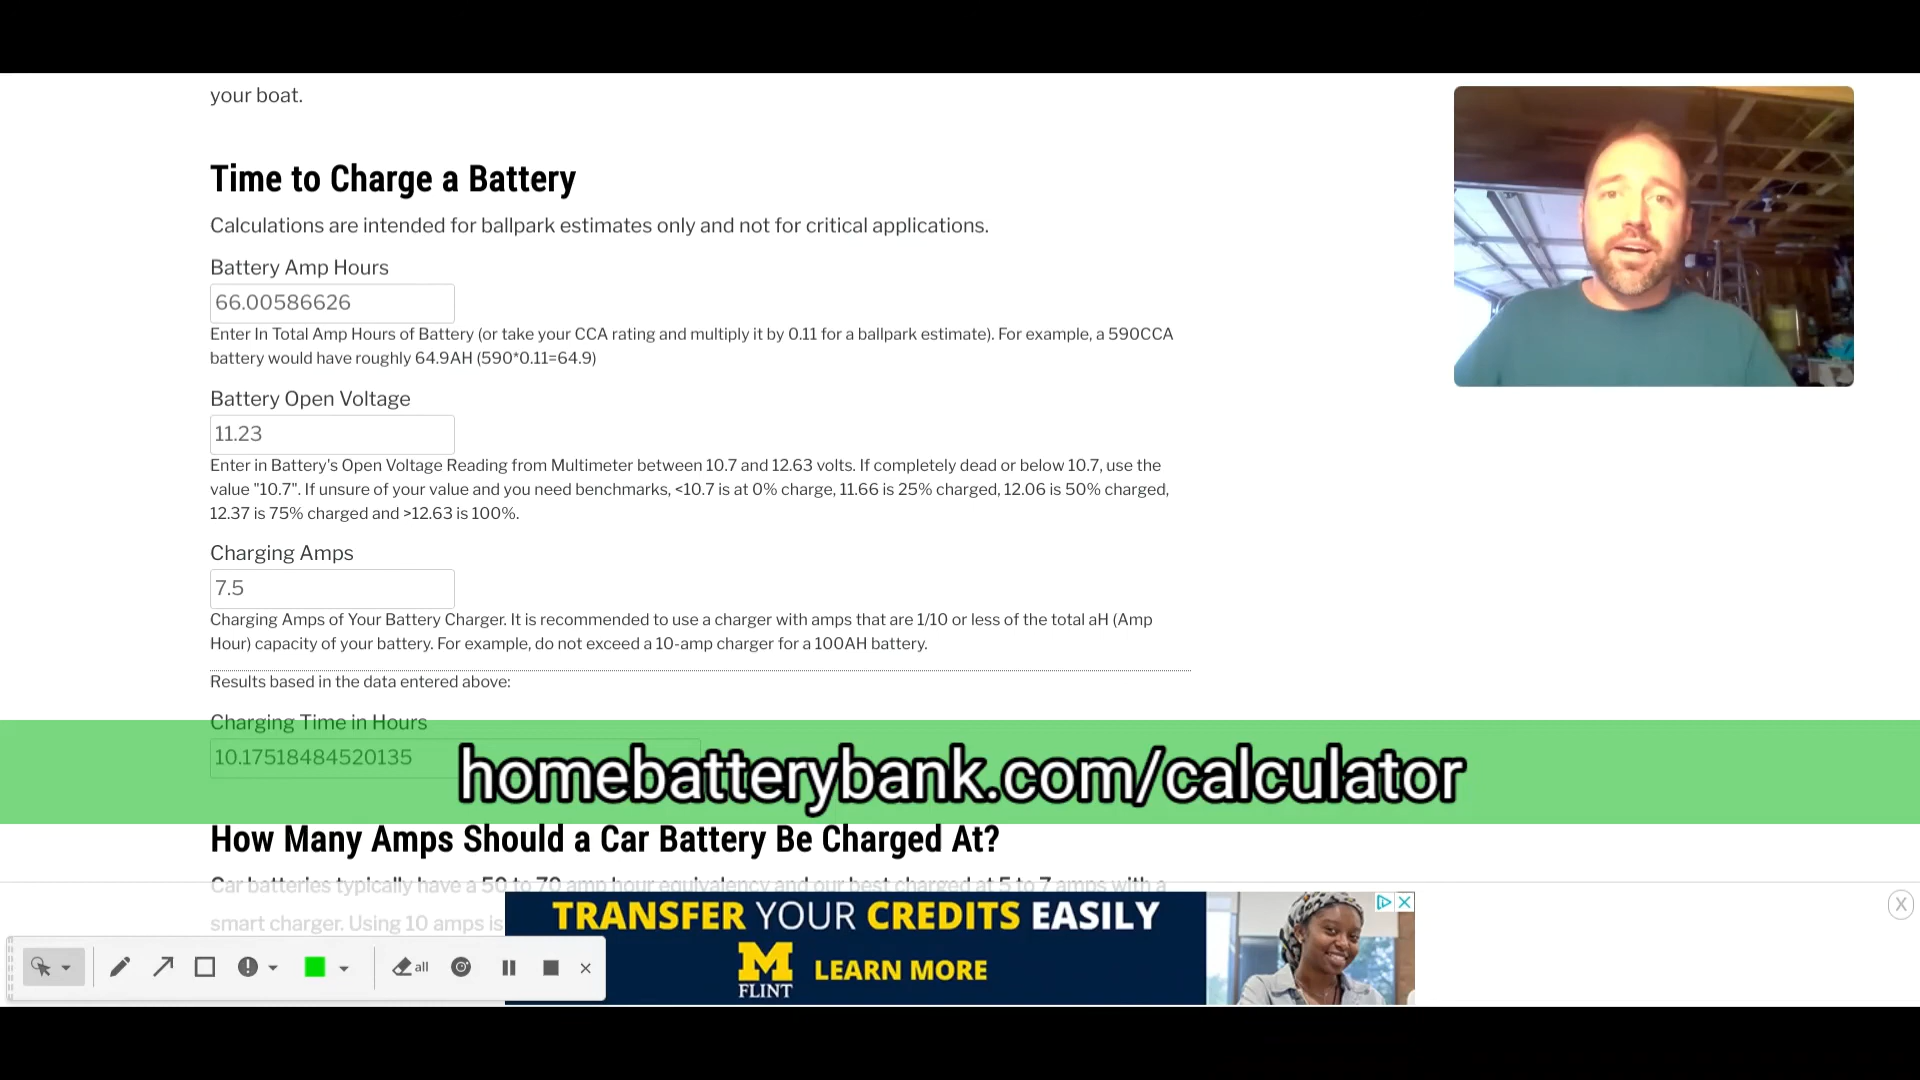 your boat.
Time to Charge a Battery
Calculations are intended for ballpark estimates only and not for critical applications.
Battery Amp Hours
66.00586626
Enter In Total Amp Hours of Battery (or take your CCA rating and multiply it by 0.11 for a ballpark estimate). For example, a 590CCA
battery would have roughly 64.9AH (590*0.11=64.9)
Battery Open Voltage
11.23
Enter in Battery's Open Voltage Reading from Multimeter between 10.7 and 12.63 volts. If completely dead or below 10.7, use the
value "10.7". If unsure of your value and you need benchmarks, <10.7 is at 0% charge, 11.66 is 25% charged, 12.06 is 50% charged,
12.37 is 75% charged and >12.63 is 100%.
Charging Amps
7.5
Charging Amps of Your Battery Charger. It is recommended to use a charger with amps that are 1/10 or less of the total aH (Amp
Hour) capacity of your battery. For example, do not exceed a 10-amp charger for a 100AH battery.
Results based in the data entered above:
Charging Time in Hours
10.17518484520135
homebatterybank.com/calculator
How Many Amps Should a Car Battery Be Charged At?
Car batteries typically have a 50 to 70 amp hour equivalency and our best charged at 5 to 7 amps with a
smart charger. Using 10 amps is
TRANSFER YOUR CREDITS EASILY
M
FLINT
LEARN MORE
all